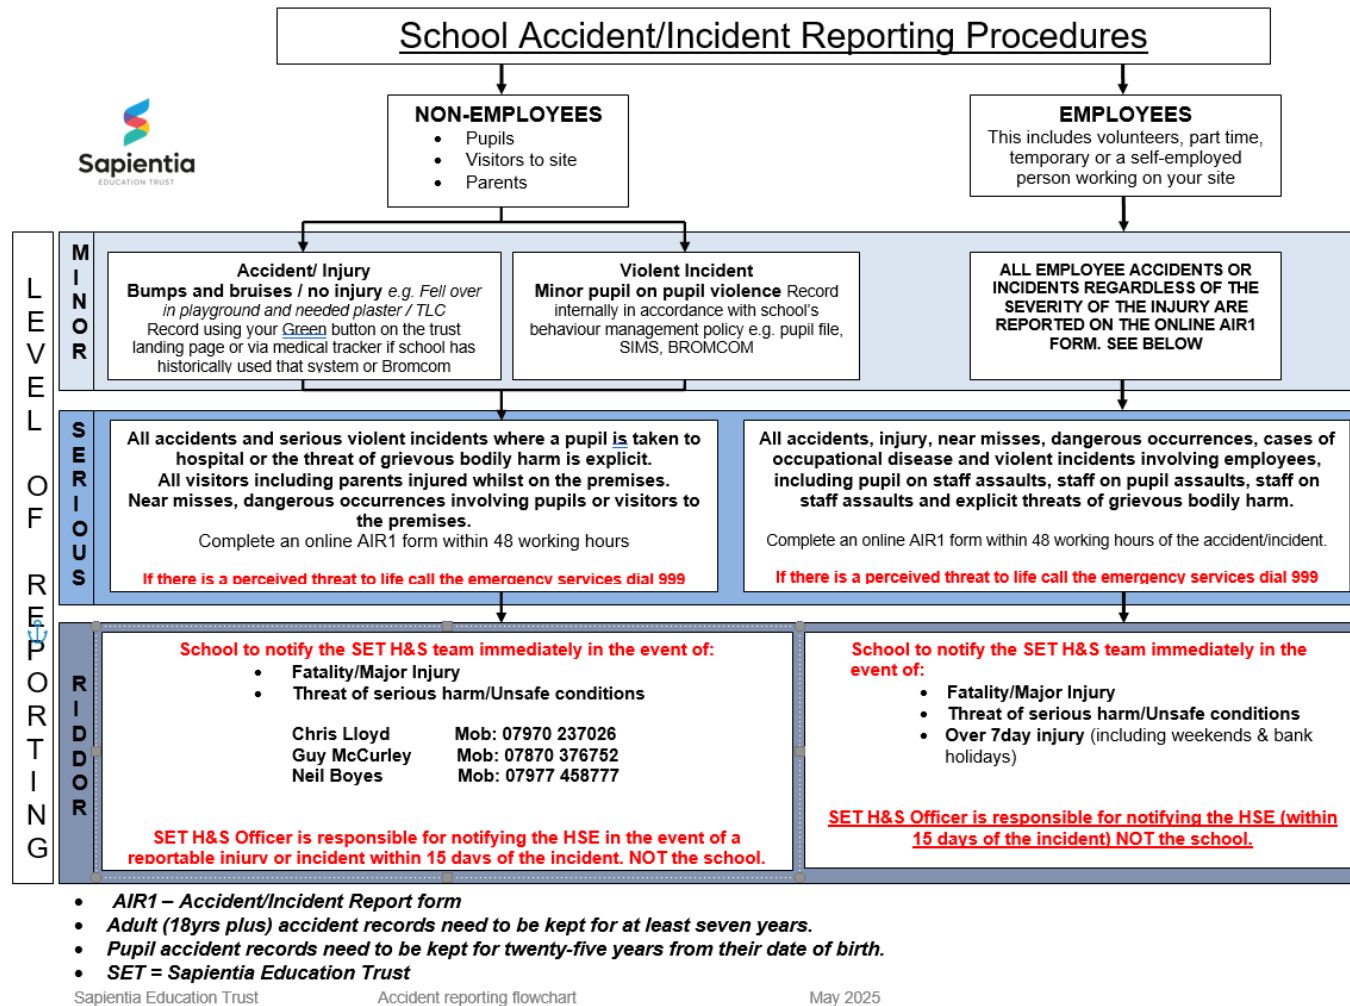 School Accident/Incident Reporting Procedures
Sapientia
EDUCATION TRUST
NON-EMPLOYEES
• Pupils
• Visitors to site
• Parents
EMPLOYEES
This includes volunteers, part time,
temporary or a self-employed
person working on your site
LEVEL OF REPORTING
MINOR
Accident/ Injury
Bumps and bruises / no injury e.g. Fell over
in playground and needed plaster / TLC
Record using your Green button on the trust
landing page or via medical tracker if school has
historically used that system or Bromcom
Violent Incident
Minor pupil on pupil violence Record
internally in accordance with school's
behaviour management policy e.g. pupil file,
SIMS, BROMCOM
ALL EMPLOYEE ACCIDENTS OR
INCIDENTS REGARDLESS OF THE
SEVERITY OF THE INJURY ARE
REPORTED ON THE ONLINE AIR1
FORM. SEE BELOW
SERIOUS
All accidents and serious violent incidents where a pupil is taken to
hospital or the threat of grievous bodily harm is explicit.
All visitors including parents injured whilst on the premises.
Near misses, dangerous occurrences involving pupils or visitors to
the premises.
Complete an online AIR1 form within 48 working hours
If there is a perceived threat to life call the emergency services dial 999
All accidents, injury, near misses, dangerous occurrences, cases of
occupational disease and violent incidents involving employees,
including pupil on staff assaults, staff on pupil assaults, staff on
staff assaults and explicit threats of grievous bodily harm.
Complete an online AIR1 form within 48 working hours of the accident/incident.
If there is a perceived threat to life call the emergency services dial 999
RIDDOR
School to notify the SET H&S team immediately in the event of:
• Fatality/Major Injury
• Threat of serious harm/Unsafe conditions
Chris Lloyd Mob: 07970 237026
Guy McCurley Mob: 07870 376752
Neil Boyes Mob: 07977 458777
SET H&S Officer is responsible for notifying the HSE in the event of a
reportable injury or incident within 15 days of the incident. NOT the school.
School to notify the SET H&S team immediately in the
event of:
• Fatality/Major Injury
• Threat of serious harm/Unsafe conditions
• Over 7day injury (including weekends & bank
holidays)
SET H&S Officer is responsible for notifying the HSE (within
15 days of the incident) NOT the school.
• AIR1 – Accident/Incident Report form
• Adult (18yrs plus) accident records need to be kept for at least seven years.
• Pupil accident records need to be kept for twenty-five years from their date of birth.
• SET = Sapientia Education Trust
Sapientia Education Trust Accident reporting flowchart May 2025